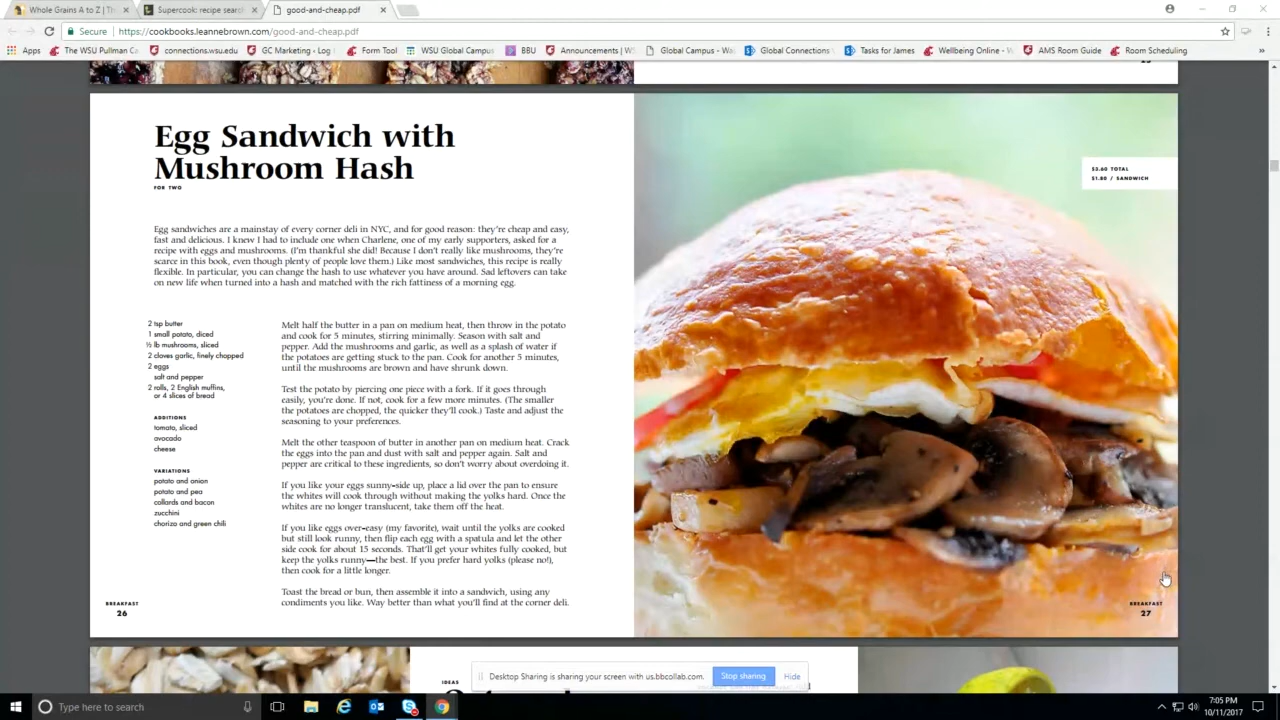 Whole Grains A to Z | Th
Supercook: recipe searc
good-and-cheap.pdf
Secure
https://cookbooks.leannebrown.com/good-and-cheap.pdf
Apps
The WSU Pullman Ca
connections.wsu.edu
GC Marketing - Log I
Form Tool
WSU Global Campus
BBU
Announcements | WS
Global Campus - Wa
Global Connections
Tasks for James
Wellbeing Online - W
AMS Room Guide
Room Scheduling
Egg Sandwich with
Mushroom Hash
FOR TWO
$3.60 TOTAL
$1.80 / SANDWICH
Egg sandwiches are a mainstay of every corner deli in NYC, and for good reason: they're cheap and easy,
fast and delicious. I knew I had to include one when Charlene, one of my early supporters, asked for a
recipe with eggs and mushrooms. (I'm thankful she did! Because I don't really like mushrooms, they're
scarce in this book, even though plenty of people love them.) Like most sandwiches, this recipe is really
flexible. In particular, you can change the hash to use whatever you have around. Sad leftovers can take
on new life when turned into a hash and matched with the rich fattiness of a morning egg.
2 tsp butter
1 small potato, diced
½ lb mushrooms, sliced
2 cloves garlic, finely chopped
2 eggs
salt and pepper
2 rolls, 2 English muffins,
or 4 slices of bread
ADDITIONS
tomato, sliced
avocado
cheese
VARIATIONS
potato and onion
potato and pea
collards and bacon
zucchini
chorizo and green chili
Melt half the butter in a pan on medium heat, then throw in the potato
and cook for 5 minutes, stirring minimally. Season with salt and
pepper. Add the mushrooms and garlic, as well as a splash of water if
the potatoes are getting stuck to the pan. Cook for another 5 minutes,
until the mushrooms are brown and have shrunk down.
Test the potato by piercing one piece with a fork. If it goes through
easily, you're done. If not, cook for a few more minutes. (The smaller
the potatoes are chopped, the quicker they'll cook.) Taste and adjust the
seasoning to your preferences.
Melt the other teaspoon of butter in another pan on medium heat. Crack
the eggs into the pan and dust with salt and pepper again. Salt and
pepper are critical to these ingredients, so don't worry about overdoing it.
If you like your eggs sunny-side up, place a lid over the pan to ensure
the whites will cook through without making the yolks hard. Once the
whites are no longer translucent, take them off the heat.
If you like eggs over-easy (my favorite), wait until the yolks are cooked
but still look runny, then flip each egg with a spatula and let the other
side cook for about 15 seconds. That'll get your whites fully cooked, but
keep the yolks runny—the best. If you prefer hard yolks (please no!),
then cook for a little longer.
Toast the bread or bun, then assemble it into a sandwich, using any
condiments you like. Way better than what you'll find at the corner deli.
BREAKFAST
26
BREAKFAST
27
IDEAS
Desktop Sharing is sharing your screen with us.bbcollab.com.
Stop sharing
Hide
Type here to search
7:05 PM
10/11/2017